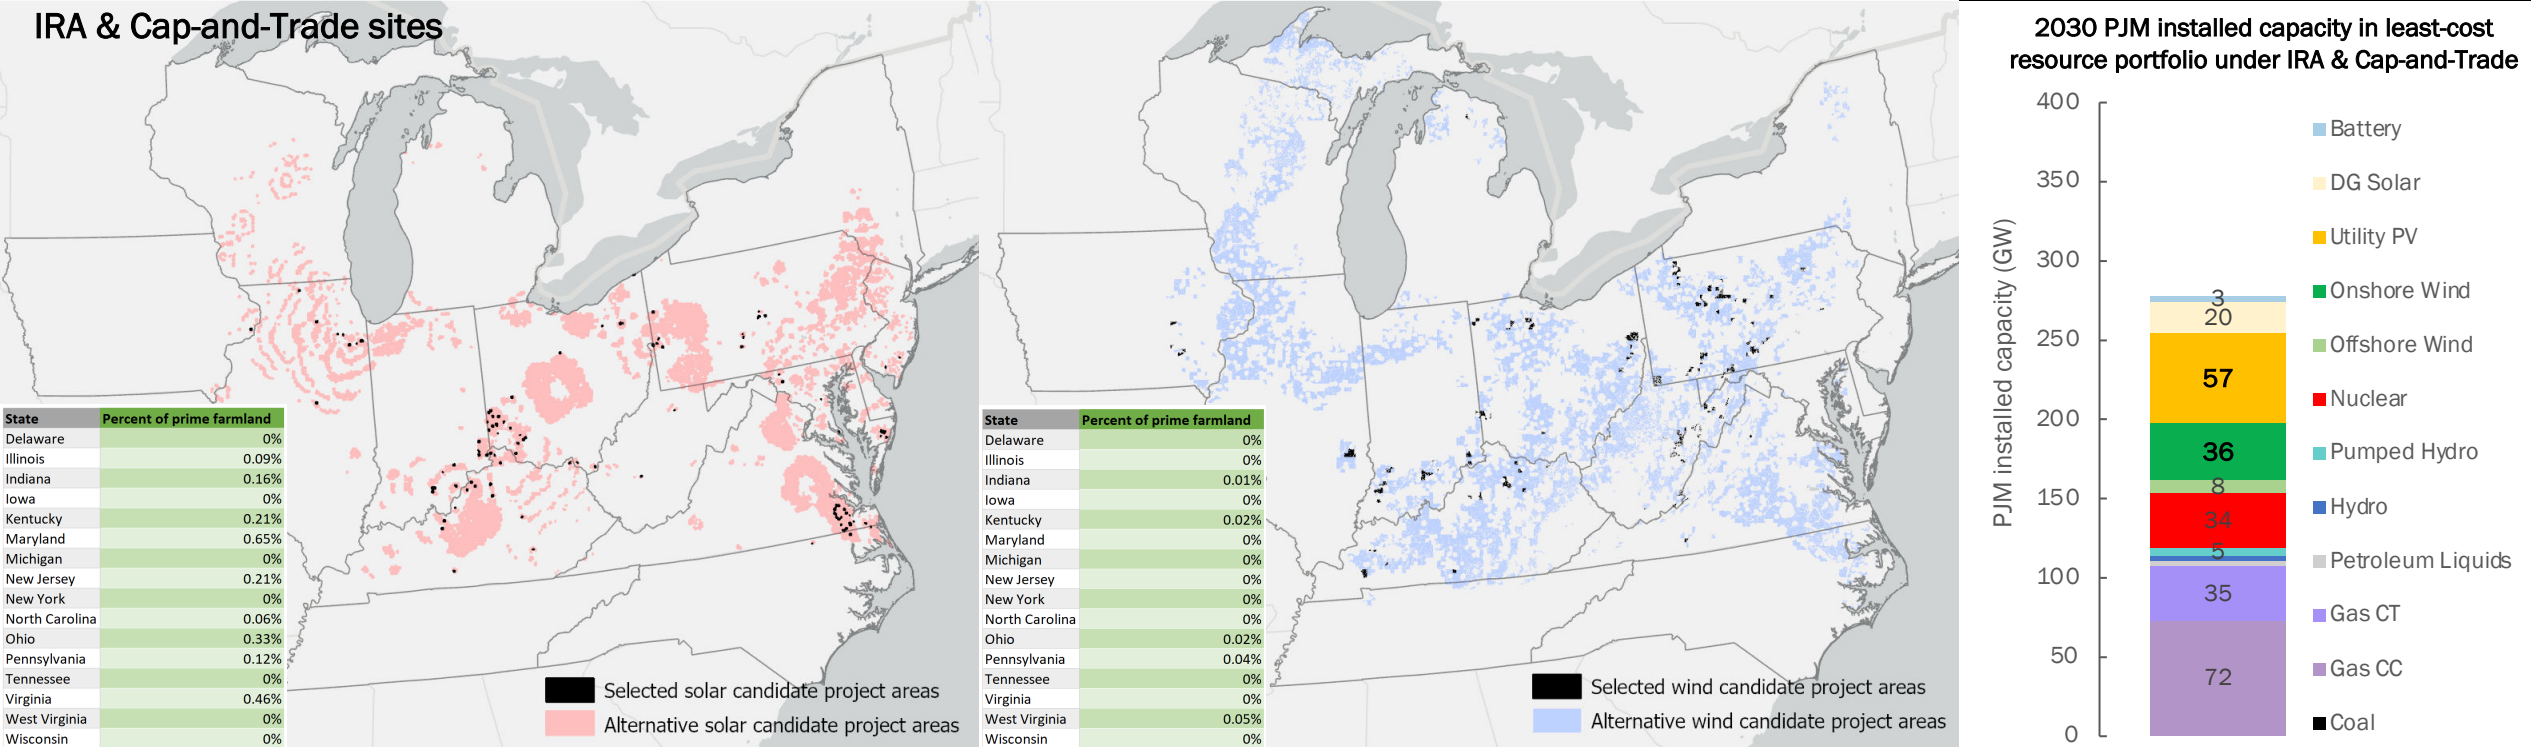 IRA & Cap-and-Trade sites
State Percent of prime farmland
Delaware 0%
Illinois 0.09%
Indiana 0.16%
Iowa 0%
Kentucky 0.21%
Maryland 0.65%
Michigan 0%
New Jersey 0.21%
New York 0%
North Carolina 0.06%
Ohio 0.33%
Pennsylvania 0.12%
Tennessee 0%
Virginia 0.46%
West Virginia 0%
Wisconsin 0%
Selected solar candidate project areas
Alternative solar candidate project areas
State Percent of prime farmland
Delaware 0%
Illinois 0%
Indiana 0.01%
Iowa 0%
Kentucky 0.02%
Maryland 0%
Michigan 0%
New Jersey 0%
New York 0%
North Carolina 0%
Ohio 0.02%
Pennsylvania 0.04%
Tennessee 0%
Virginia 0%
West Virginia 0.05%
Wisconsin 0%
Selected wind candidate project areas
Alternative wind candidate project areas
2030 PJM installed capacity in least-cost
resource portfolio under IRA & Cap-and-Trade
PJM installed capacity (GW)
400
350
300
250
200
150
100
50
0
3
20
57
36
8
34
5
35
72
Battery
DG Solar
Utility PV
Onshore Wind
Offshore Wind
Nuclear
Pumped Hydro
Hydro
Petroleum Liquids
Gas CT
Gas CC
Coal